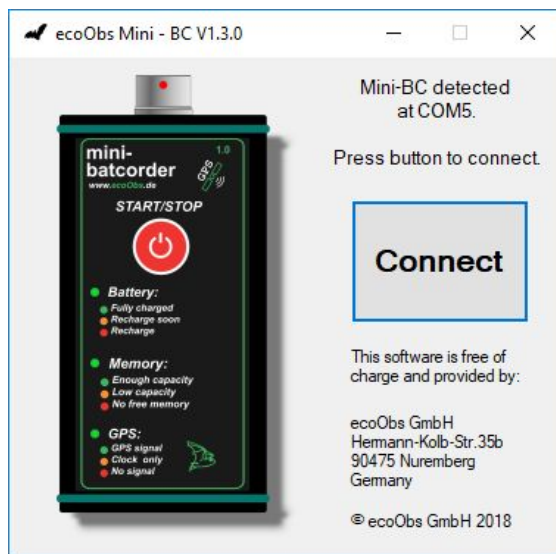 ecoObs Mini - BC V1.3.0
mini-
batcorder
www.ecoObs.de
1.0
GPS
START/STOP
Battery:
Fully charged
Recharge soon
Recharge
Memory:
Enough capacity
Low capacity
No free memory
GPS:
GPS signal
Clock only
No signal
Mini-BC detected
at COM5.
Press button to connect.
Connect
This software is free of
charge and provided by:
ecoObs GmbH
Hermann-Kolb-Str.35b
90475 Nuremberg
Germany
© ecoObs GmbH 2018